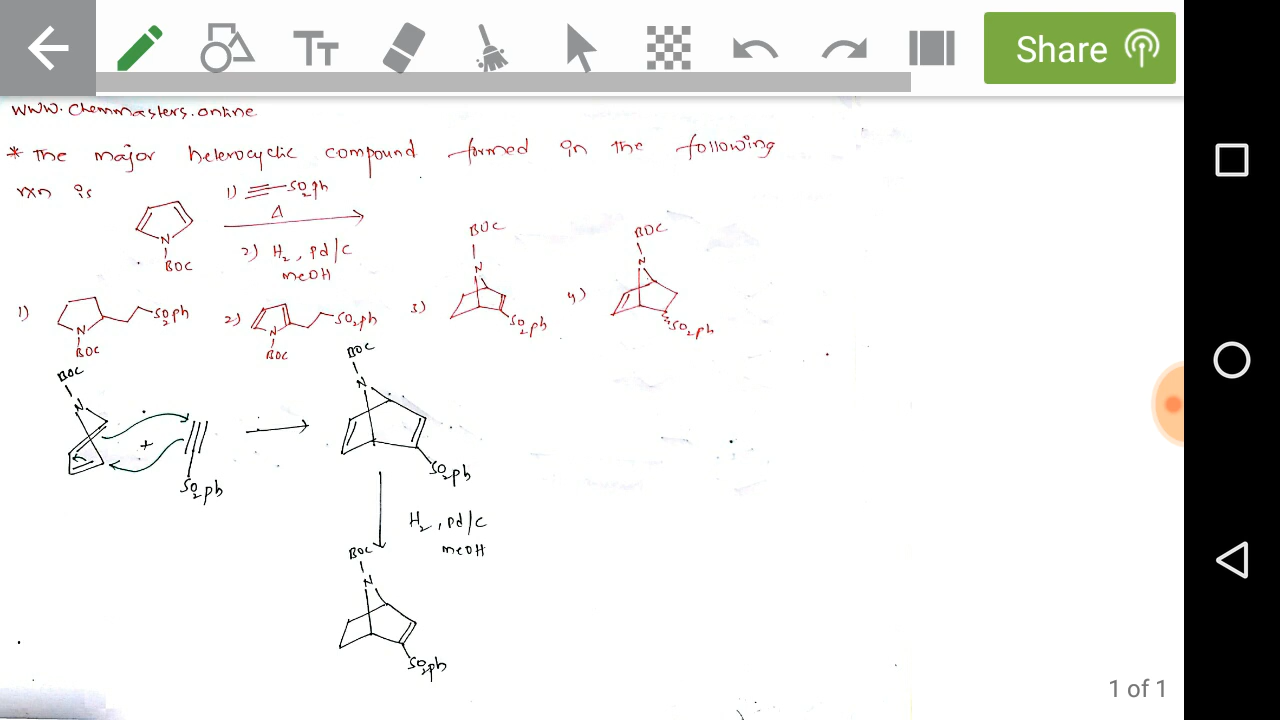 TT
Share
www.chemmasters.online
* The major heterocyclic compound formed in the following
rxn is
1) SO2Ph
Δ
2) H2, Pd/C
MeOH
N
BOC
1)
N
BOC
SO2Ph
2)
N
BOC
SO2Ph
3)
BOC
N
SO2Ph
4)
BOC
N
SO2Ph
BOC
N
+
SO2Ph
BOC
N
SO2Ph
H2, Pd/C
MeOH
BOC
N
SO2Ph
1 of 1